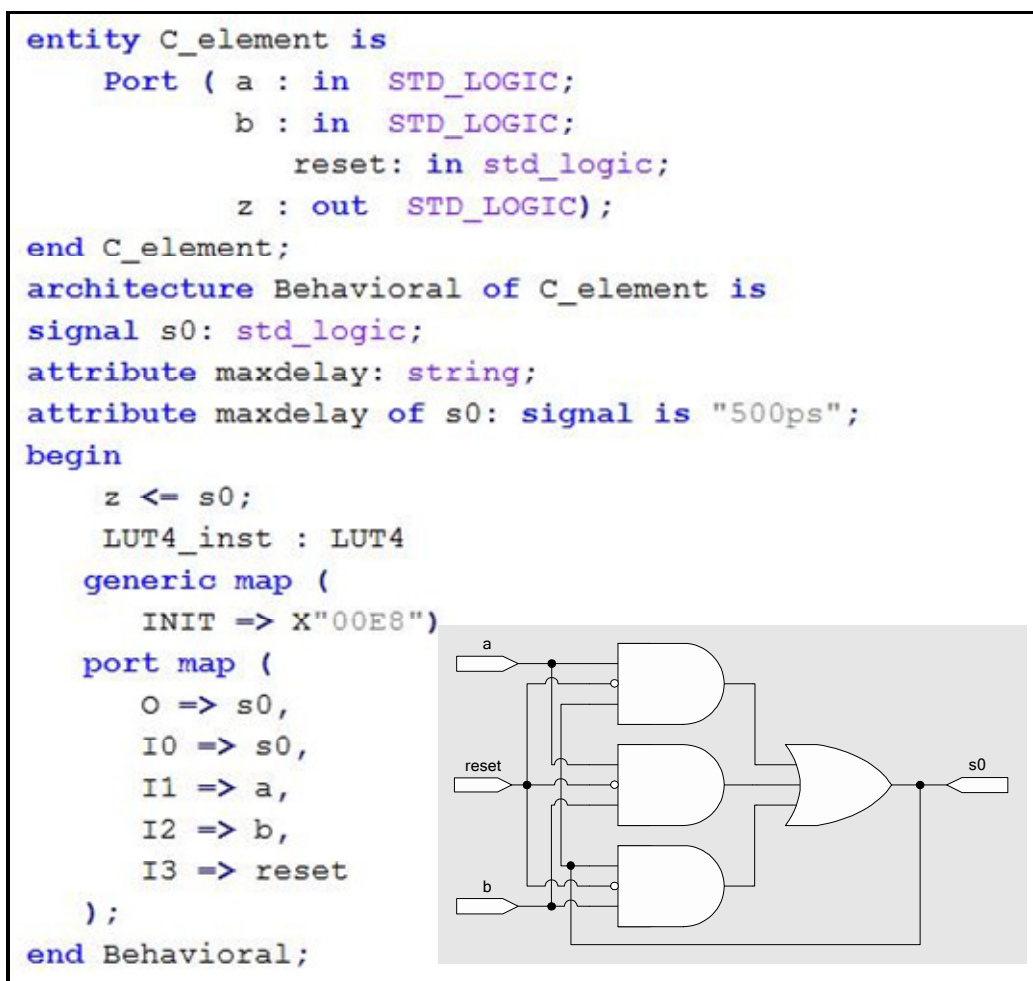 entity C_element is
Port ( a : in STD_LOGIC;
b : in STD_LOGIC;
reset: in std_logic;
z : out STD_LOGIC);
end C_element;
architecture Behavioral of C_element is
signal s0: std_logic;
attribute maxdelay: string;
attribute maxdelay of s0: signal is "500ps";
begin
z <= s0;
LUT4_inst : LUT4
generic map (
INIT => X"00E8")
port map (
O => s0,
I0 => s0,
I1 => a,
I2 => b,
I3 => reset
);
end Behavioral;
a
reset
s0
b